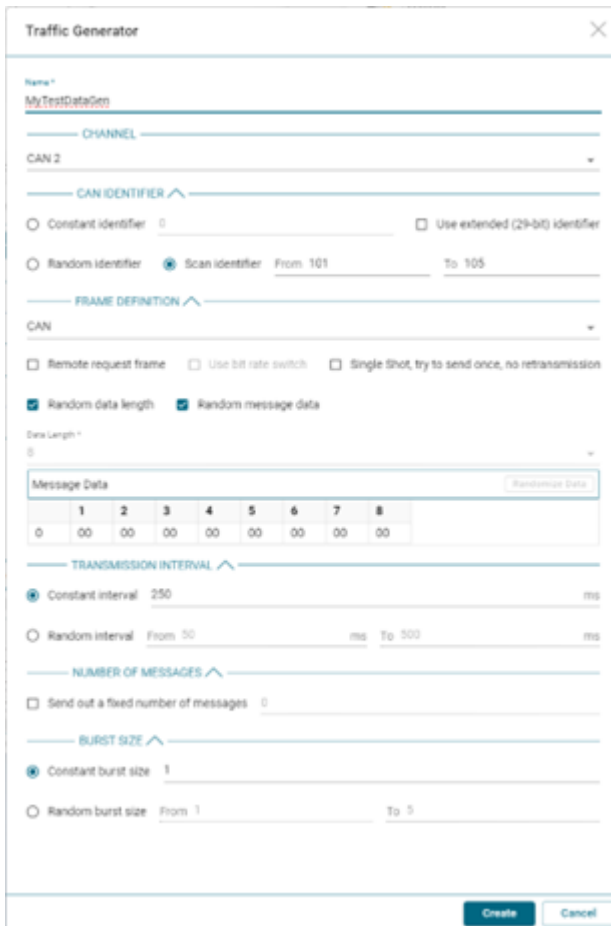 Traffic Generator
Name *
MyTestDataGen
CHANNEL
CAN 2
CAN IDENTIFIER
Constant identifier 0 Use extended (29-bit) identifier
Random identifier Scan identifier From 101 To 105
FRAME DEFINITION
CAN
Remote request frame Use bit rate switch Single Shot, try to send once, no retransmission
Random data length Random message data
Data Length *
8
Message Data Randomize Data
1 2 3 4 5 6 7 8
0 00 00 00 00 00 00 00 00
TRANSMISSION INTERVAL
Constant interval 250 ms
Random interval From 50 ms To 500 ms
NUMBER OF MESSAGES
Send out a fixed number of messages 0
BURST SIZE
Constant burst size 1
Random burst size From 1 To 5
Create Cancel